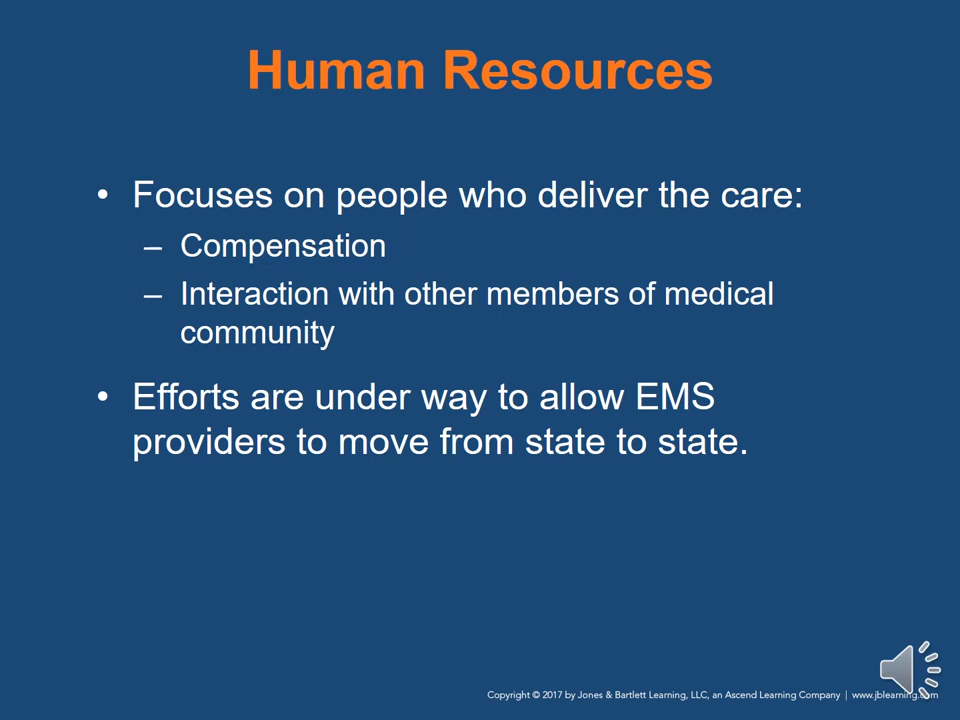 Human Resources
• Focuses on people who deliver the care:
– Compensation
– Interaction with other members of medical
community
• Efforts are under way to allow EMS
providers to move from state to state.
Copyright © 2017 by Jones & Bartlett Learning, LLC, an Ascend Learning Company | www.jblearning.com